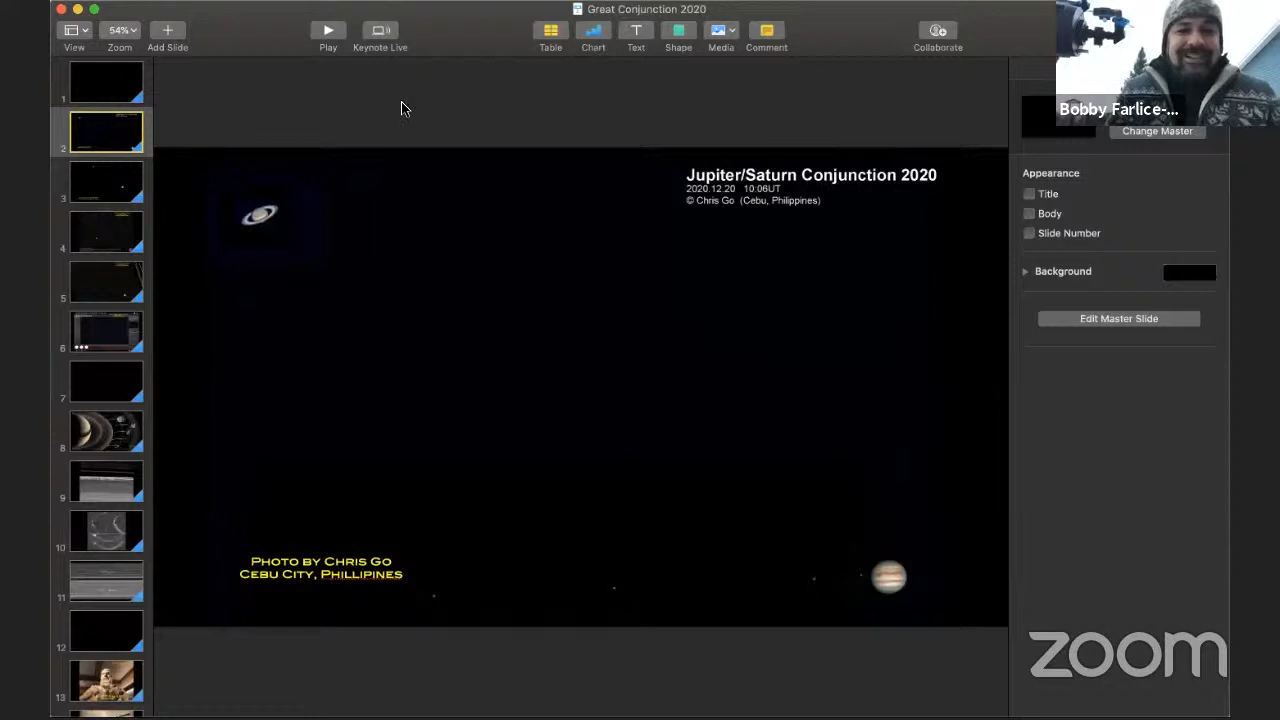 Great Conjunction 2020
54%
View
Zoom
Add Slide
Play
Keynote Live
Table
Chart
Text
Shape
Media
Comment
Collaborate
Bobby Farlice-...
Change Master
1
2
3
4
5
6
7
8
9
10
11
12
13
Jupiter/Saturn Conjunction 2020
2020.12.20 10:06UT
© Chris Go (Cebu, Philippines)
Photo by Chris Go
Cebu City, Phillipines
Appearance
Title
Body
Slide Number
Background
Edit Master Slide
zoom